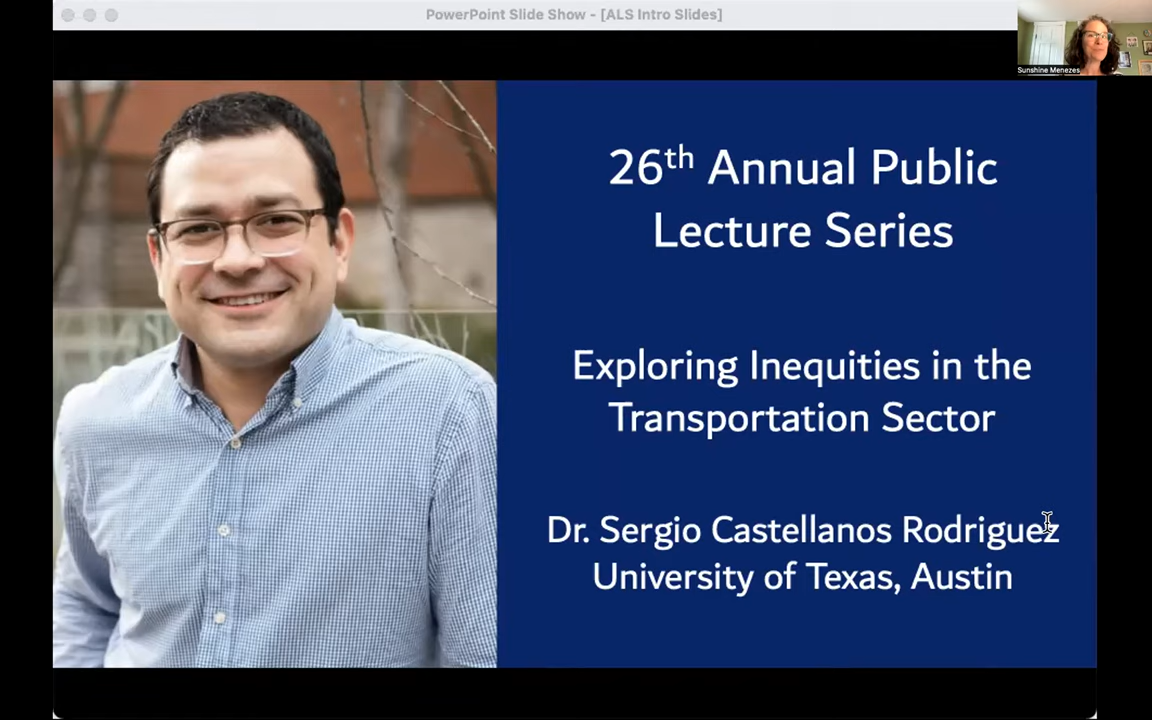 PowerPoint Slide Show - [ALS Intro Slides]
Sunshine Menezes
26th Annual Public
Lecture Series
Exploring Inequities in the
Transportation Sector
Dr. Sergio Castellanos Rodriguez
University of Texas, Austin